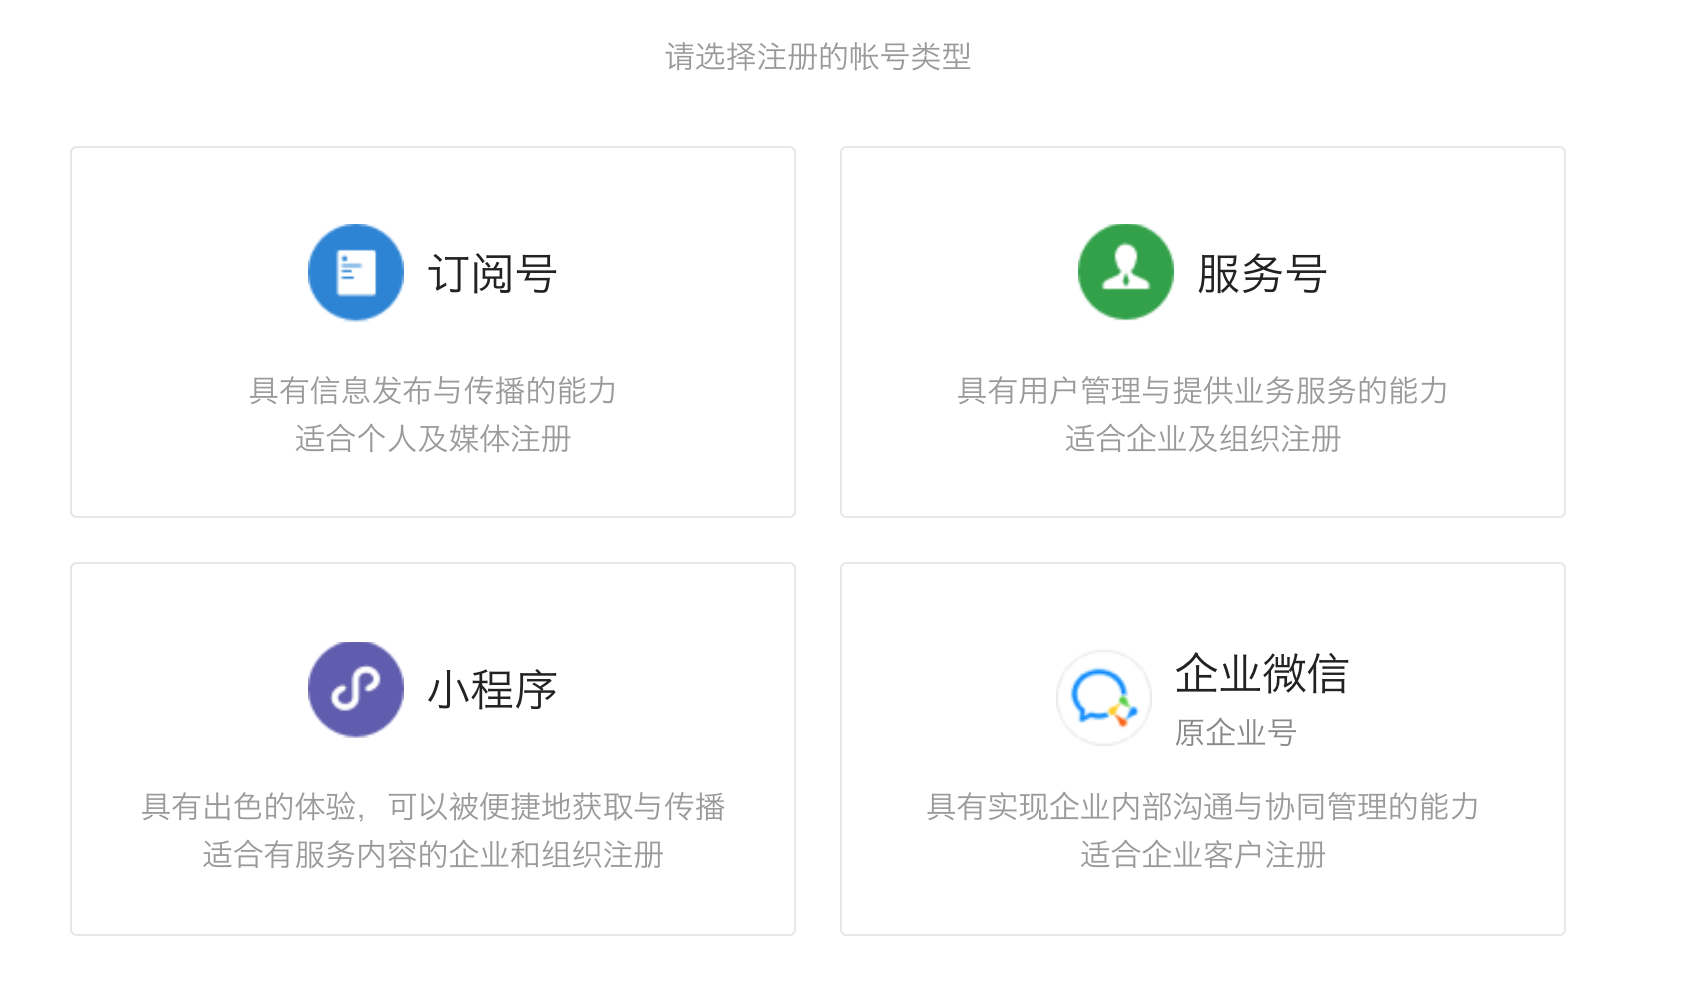 请选择注册的帐号类型
订阅号
具有信息发布与传播的能力
适合个人及媒体注册
服务号
具有用户管理与提供业务服务的能力
适合企业及组织注册
小程序
具有出色的体验，可以被便捷地获取与传播
适合有服务内容的企业和组织注册
企业微信
原企业号
具有实现企业内部沟通与协同管理的能力
适合企业客户注册